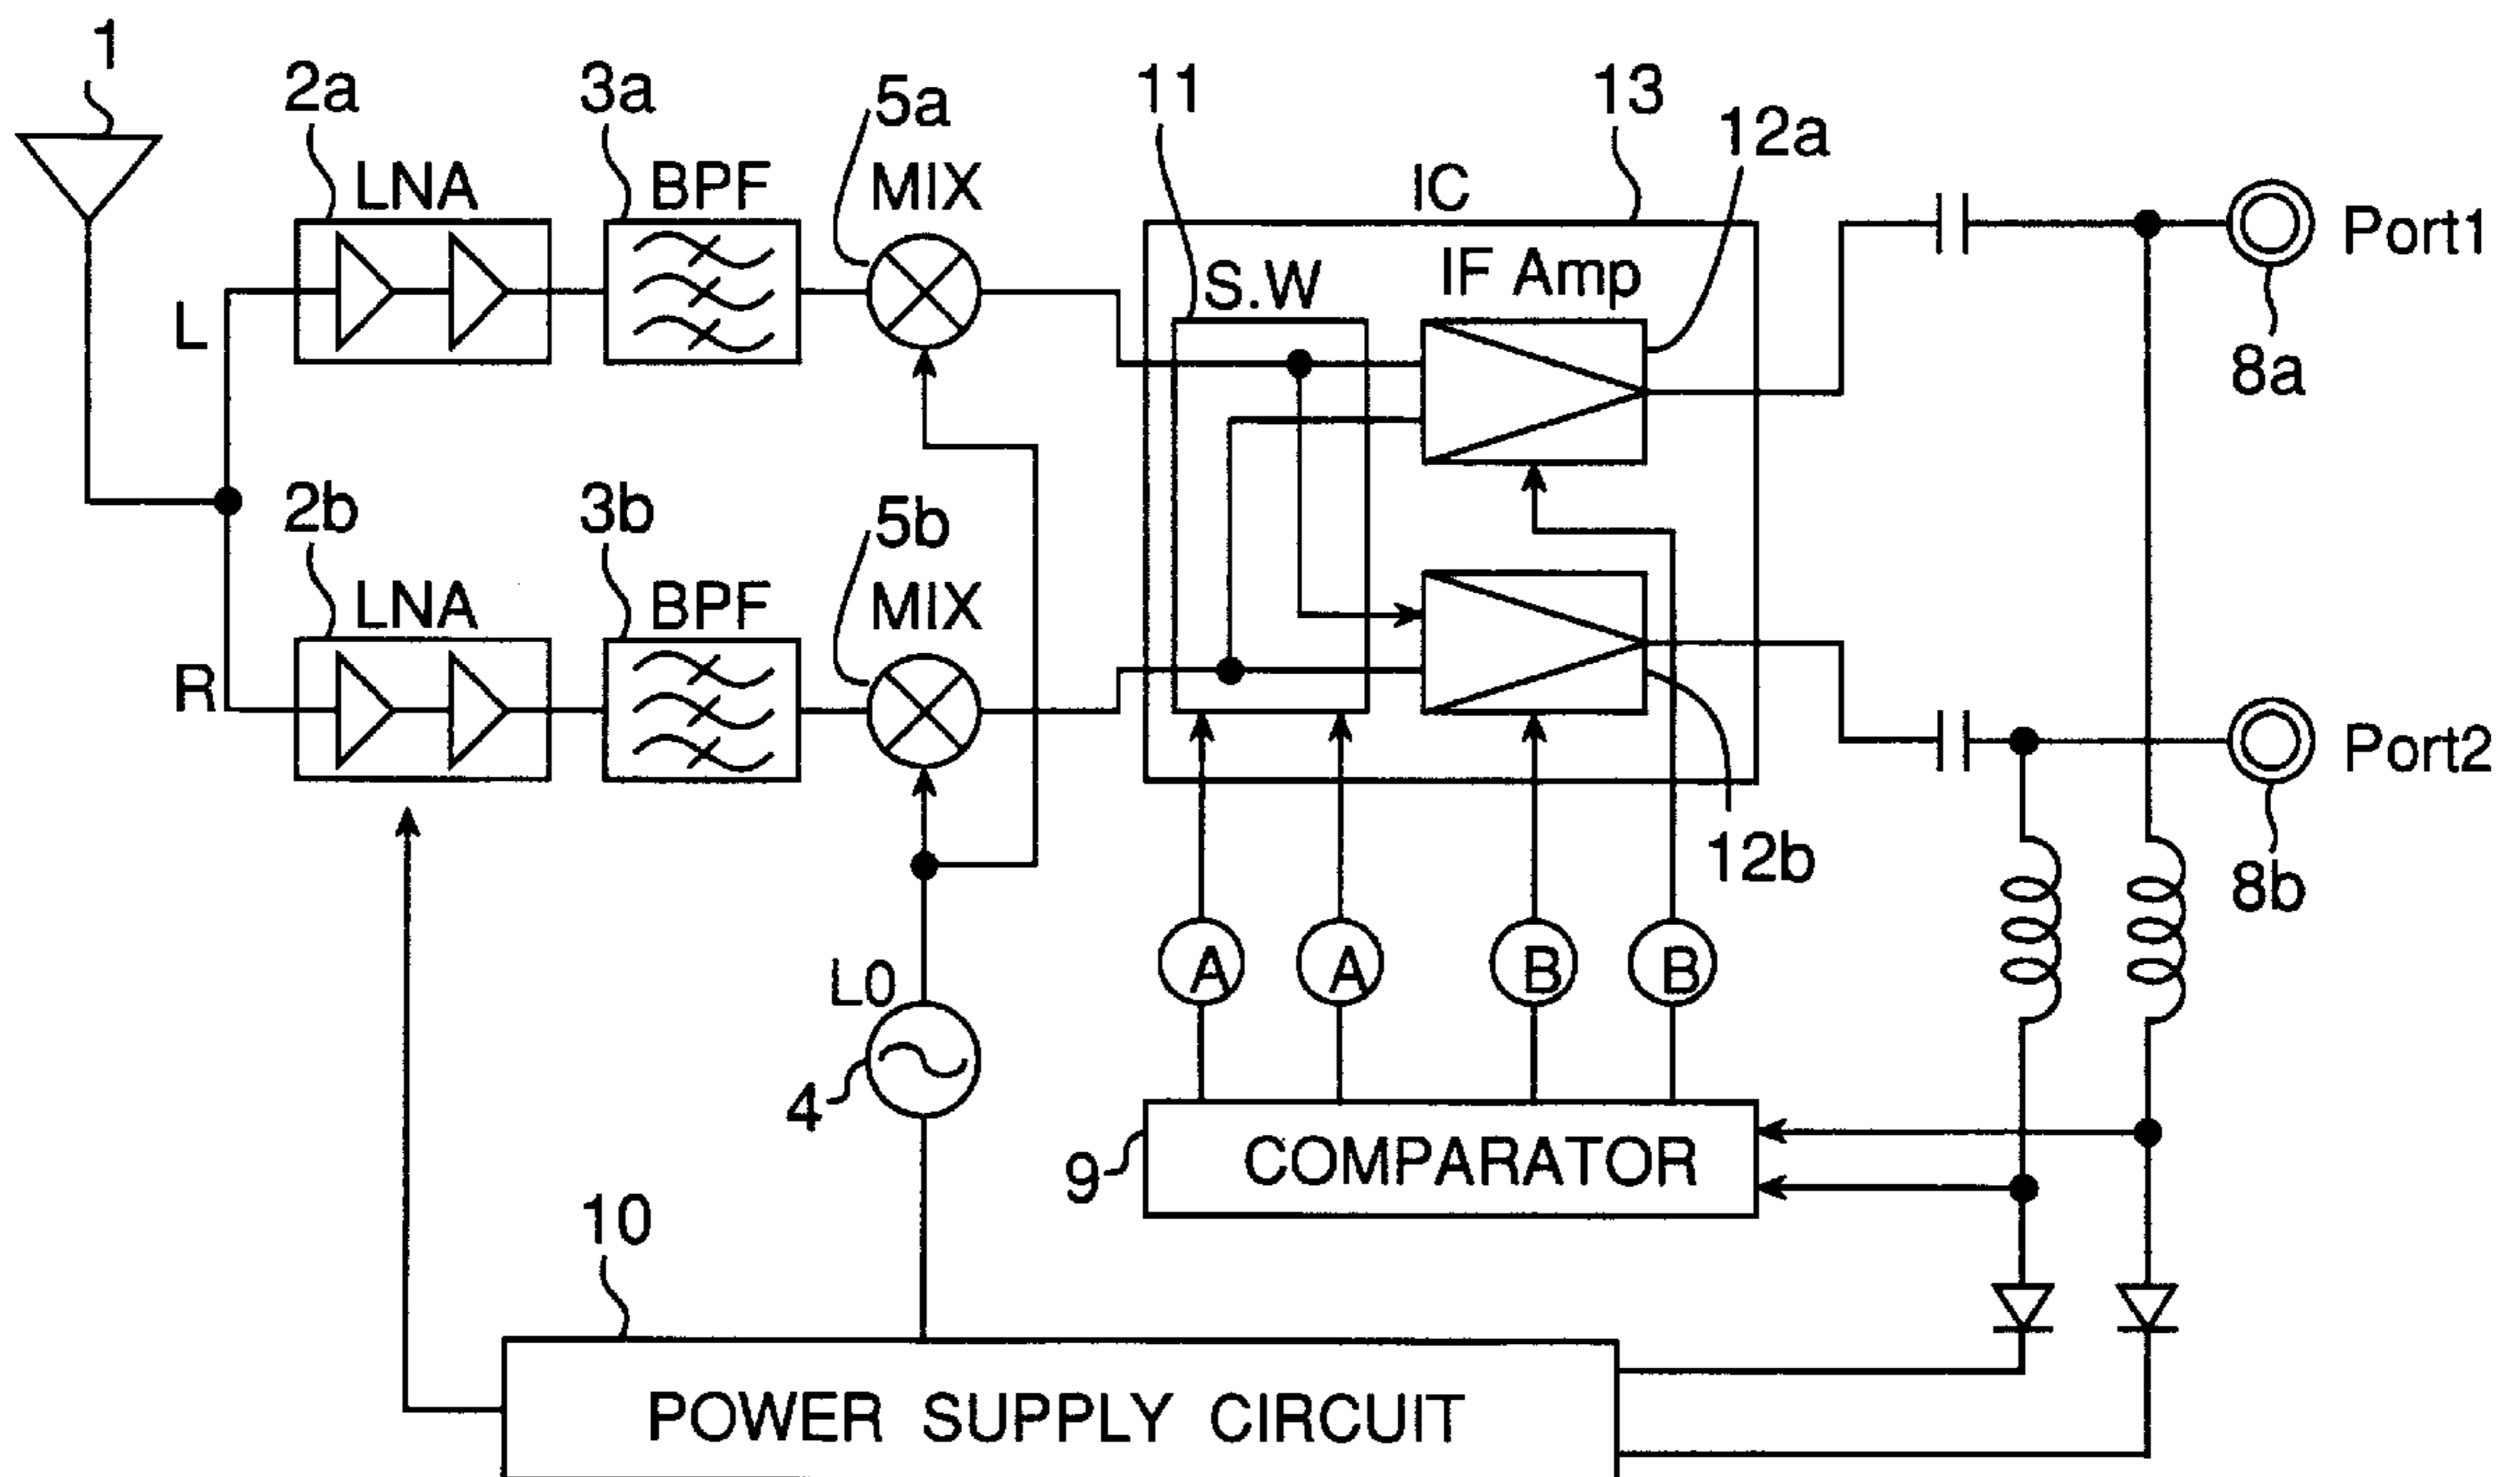 1
2a
3a
5a
11
13
12a
LNA
BPF
MIX
IC
S.W
IF Amp
Port1
L
8a
2b
3b
5b
LNA
BPF
MIX
R
Port2
12b
8b
L0
A
A
B
B
4
9
COMPARATOR
10
POWER SUPPLY CIRCUIT